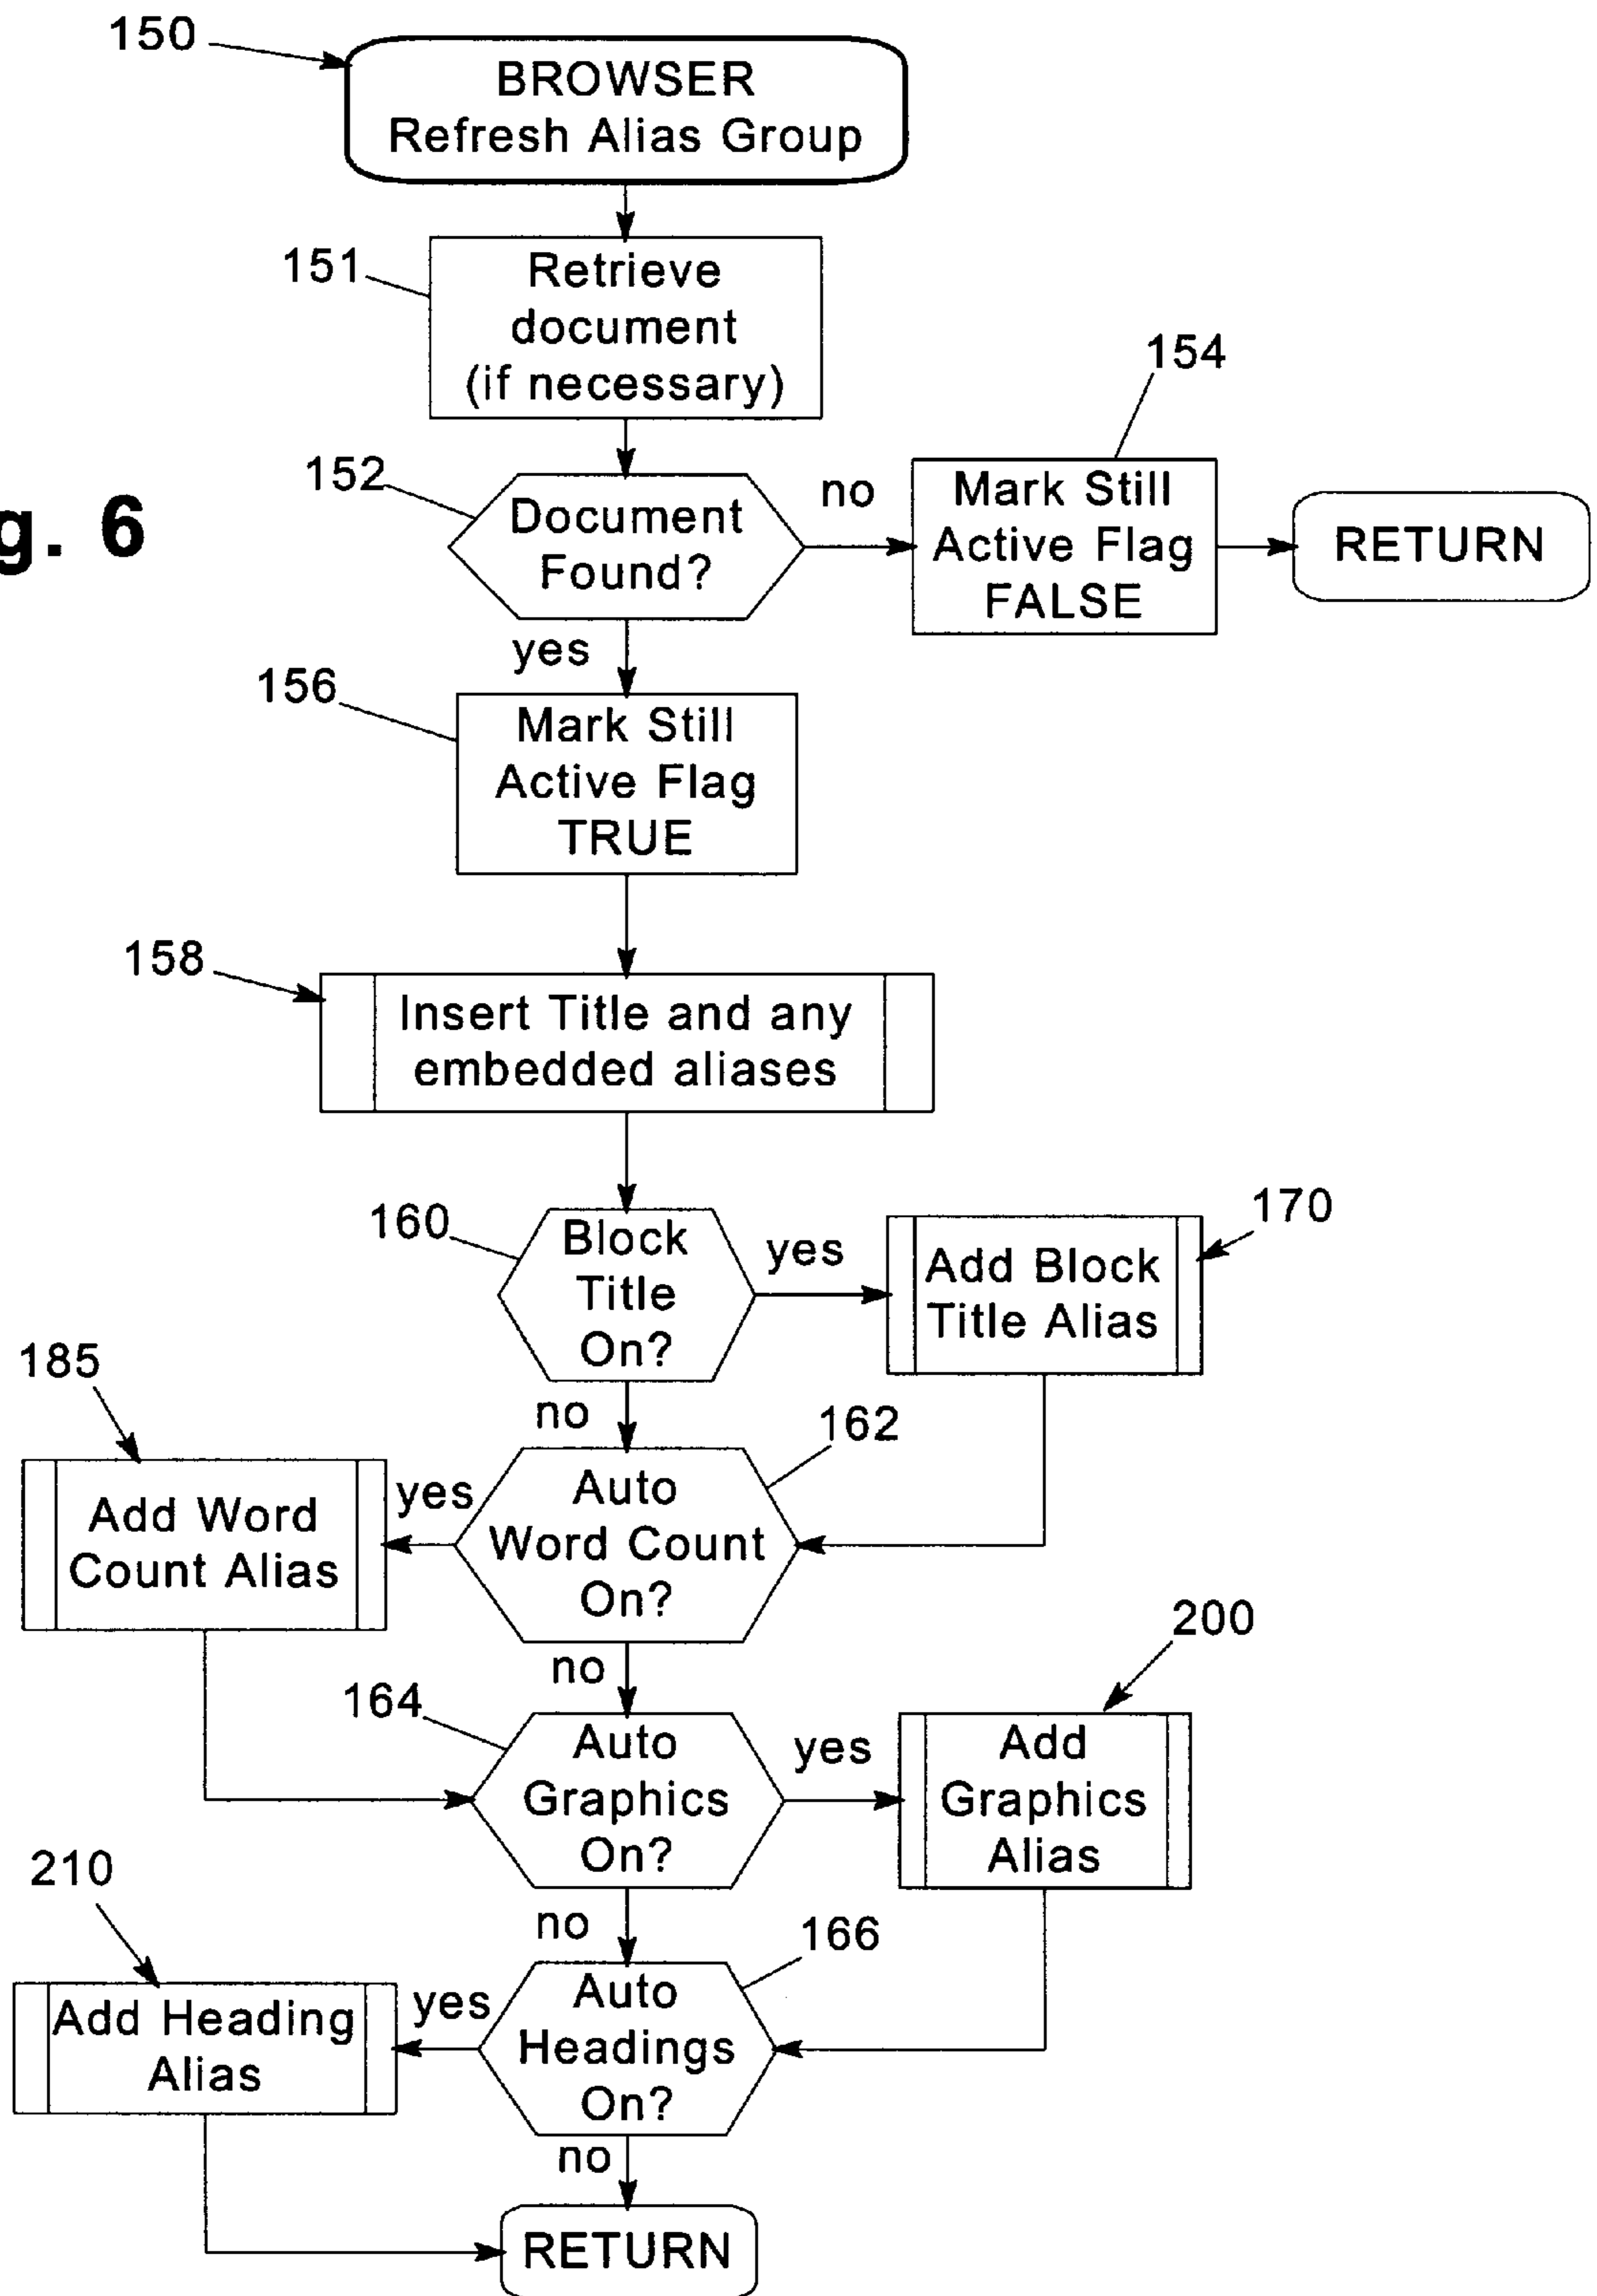 150
BROWSER
Refresh Alias Group
151
Retrieve
document
(if necessary)
154
152
Document
Found?
no
Mark Still
Active Flag
FALSE
RETURN
g. 6
yes
156
Mark Still
Active Flag
TRUE
158
Insert Title and any
embedded aliases
160
Block
Title
On?
yes
170
Add Block
Title Alias
185
no
162
Add Word
Count Alias
yes
Auto
Word Count
On?
200
no
164
Auto
Graphics
On?
yes
Add
Graphics
Alias
210
no
166
Add Heading
Alias
yes
Auto
Headings
On?
no
RETURN